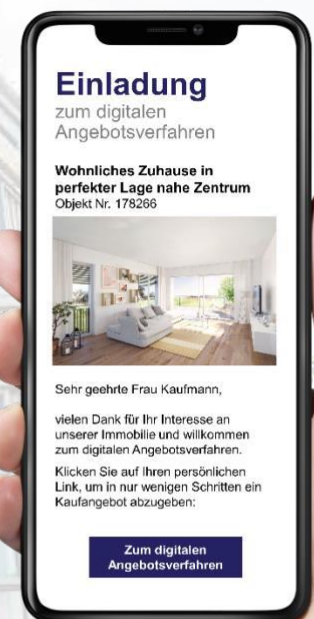 Einladung
zum digitalen
Angebotsverfahren
Wohnliches Zuhause in
perfekter Lage nahe Zentrum
Objekt Nr. 178266
Sehr geehrte Frau Kaufmann,
vielen Dank für Ihr Interesse an
unserer Immobilie und willkommen
zum digitalen Angebotsverfahren.
Klicken Sie auf Ihren persönlichen
Link, um in nur wenigen Schritten ein
Kaufangebot abzugeben:
Zum digitalen
Angebotsverfahren